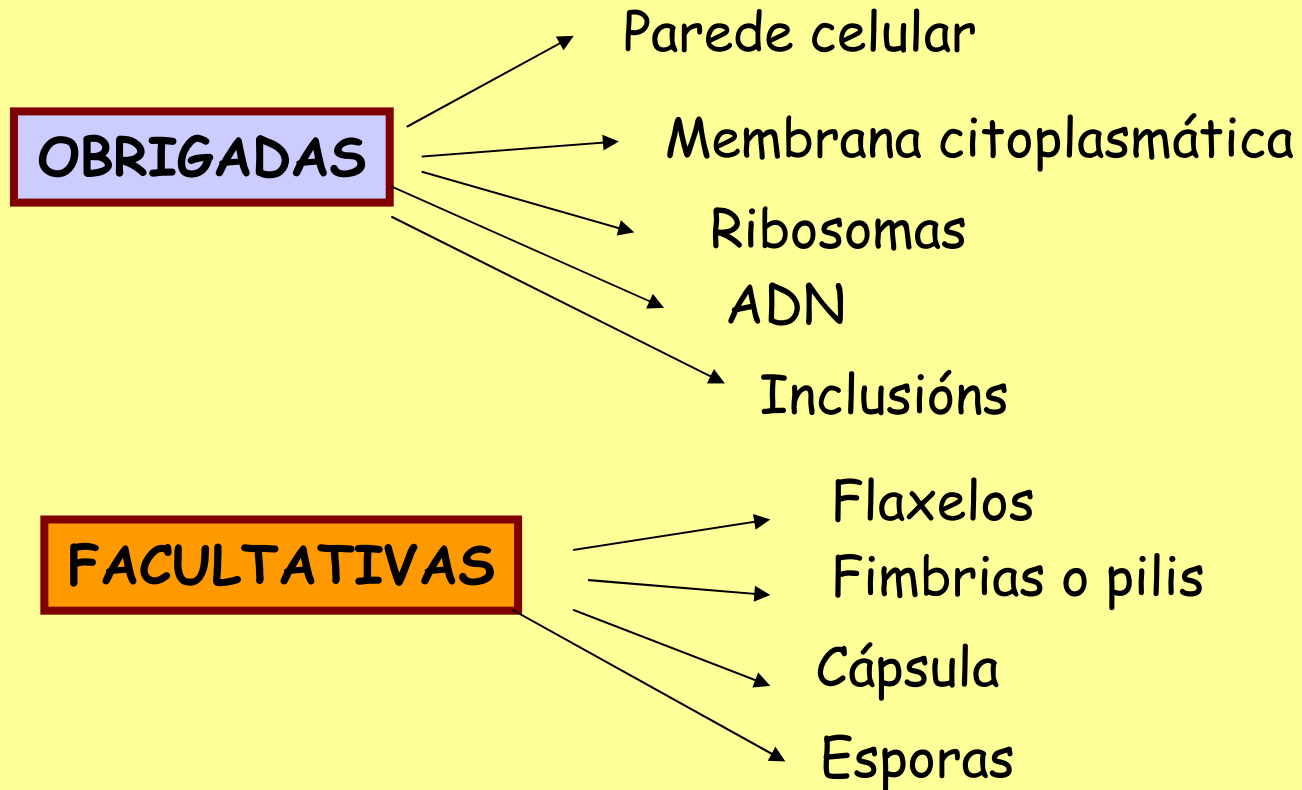 OBRIGADAS
Parede celular
Membrana citoplasmática
Ribosomas
ADN
Inclusións
FACULTATIVAS
Flaxelos
Fimbrias o pilis
Cápsula
Esporas